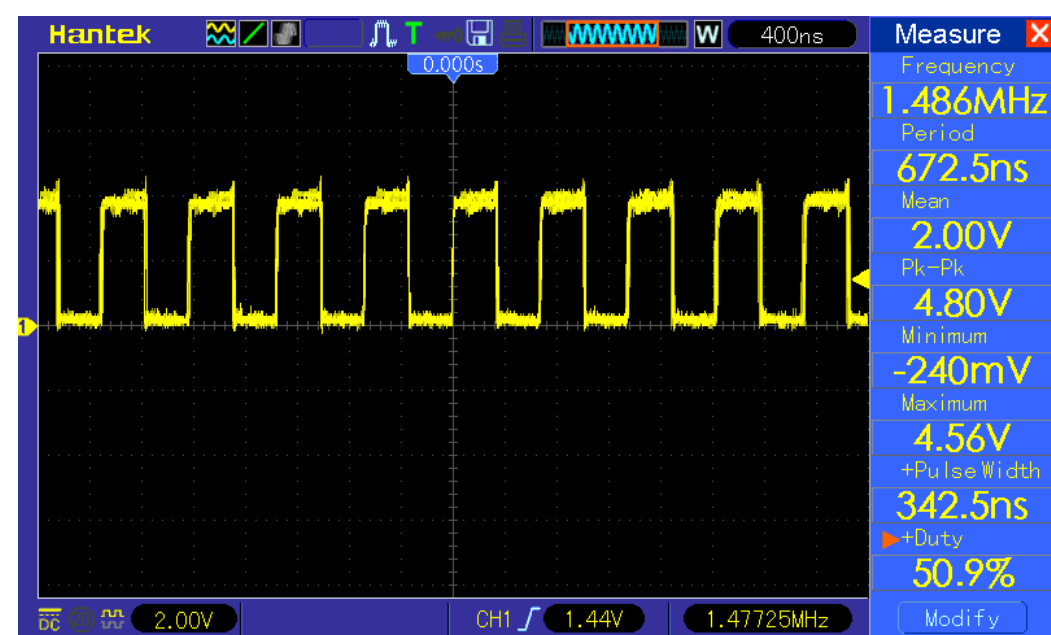 Hantek T W 400ns Measure X
0.000s
Frequency
1.486MHz
Period
672.5ns
Mean
2.00V
Pk-Pk
4.80V
Minimum
-240mV
Maximum
4.56V
+Pulse Width
342.5ns
+Duty
50.9%
1
DC 20 2.00V CH1 1.44V 1.47725MHz Modify